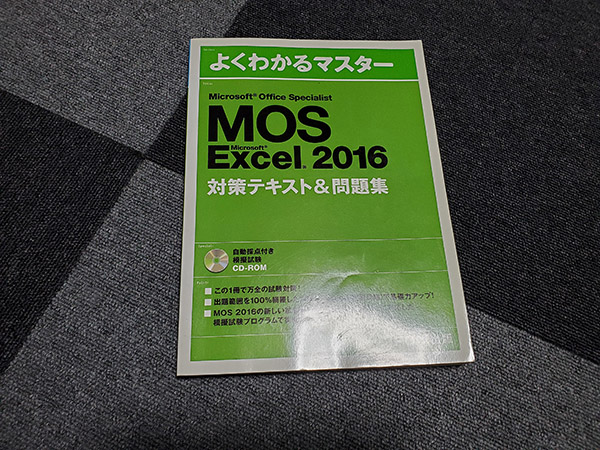 よくわかるマスター
Microsoft® Office Specialist
MOS
Microsoft®
Excel® 2016
対策テキスト&問題集
自動採点付き
模擬試験
CD-ROM
■ この1冊で万全の試験対策
■ 出題範囲を100%網羅し
基礎力アップ!
■ MOS 2016の新しい
模擬試験プログラムで